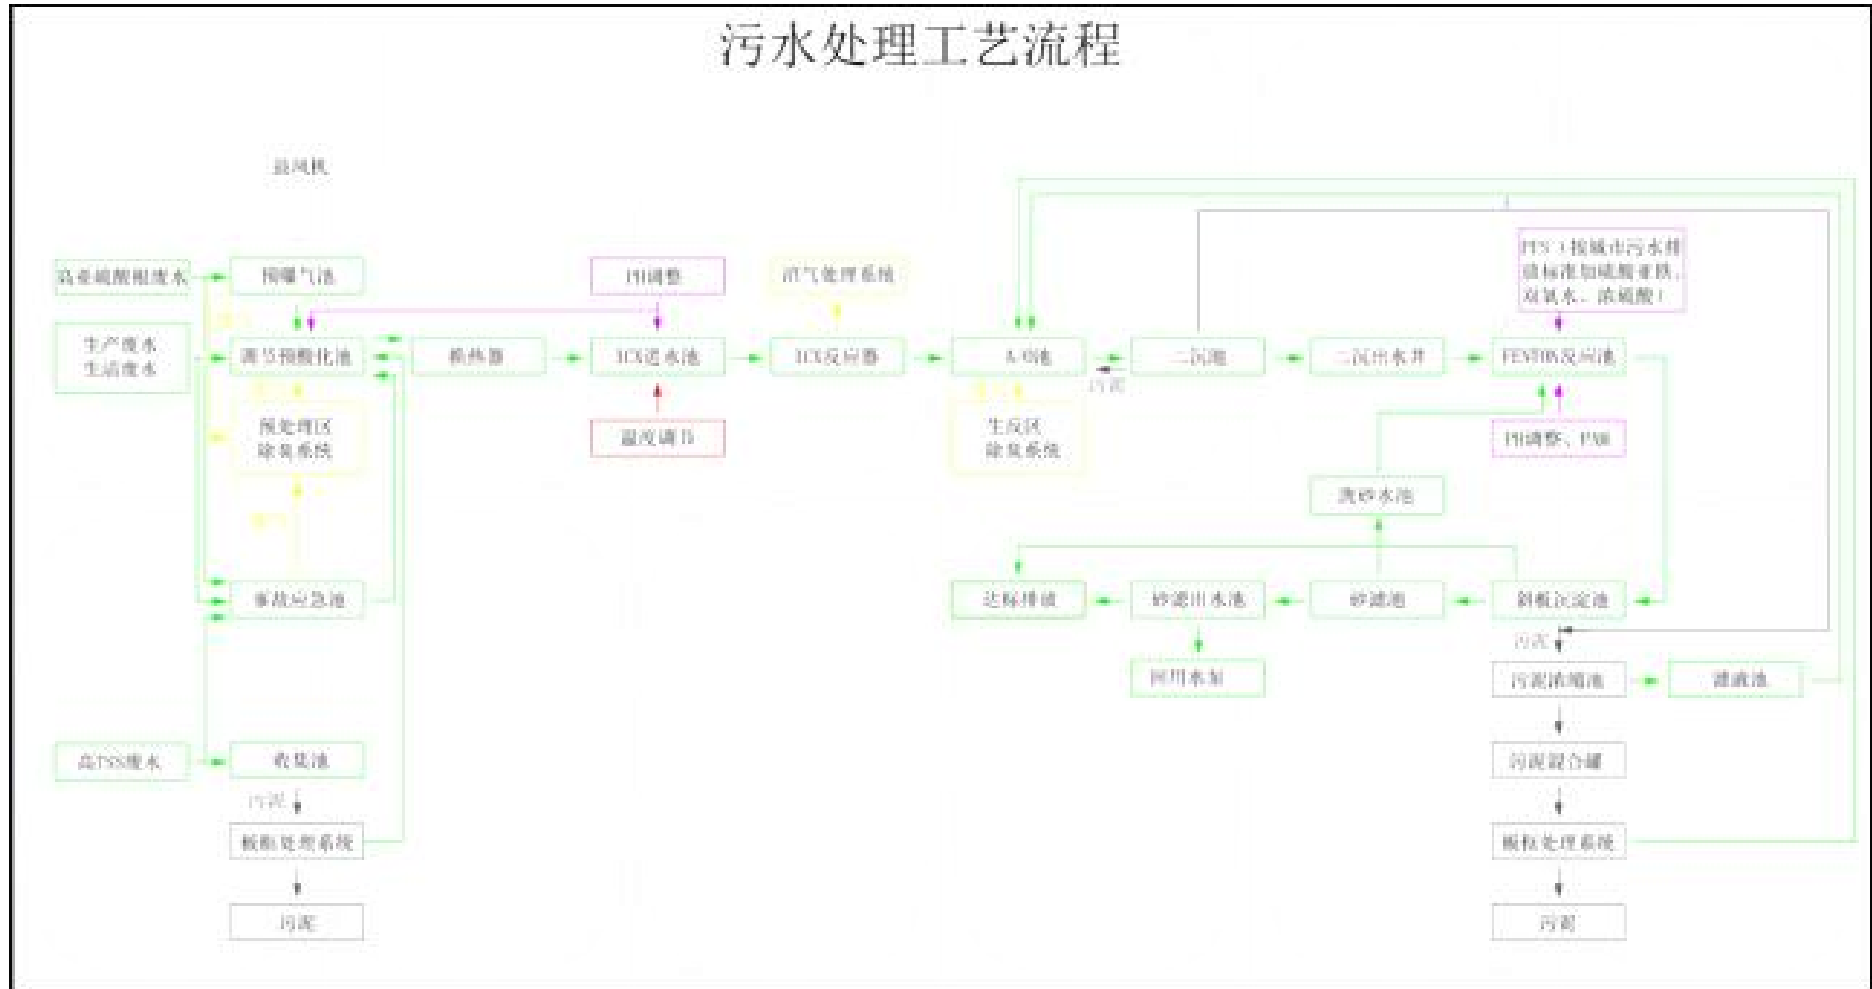 污水处理工艺流程
鼓风机
高亚硫酸根废水
预曝气池
PH调整
沼气处理系统
PFS(按城市污水排
放标准加硫酸亚铁、
双氧水、浓硫酸)
生产废水
生活废水
调节预酸化池
换热器
ICX进水池
ICX反应器
A/O池
污泥
二沉池
二沉出水井
FENTON反应池
预处理区
除臭系统
温度调节
生反区
除臭系统
PH调整、PAM
洗砂水池
事故应急池
达标排放
砂滤出水池
砂滤池
斜板沉淀池
污泥
回用水泵
污泥浓缩池
滤液池
高TSS废水
收集池
污泥混合罐
污泥
板框处理系统
板框处理系统
污泥
污泥